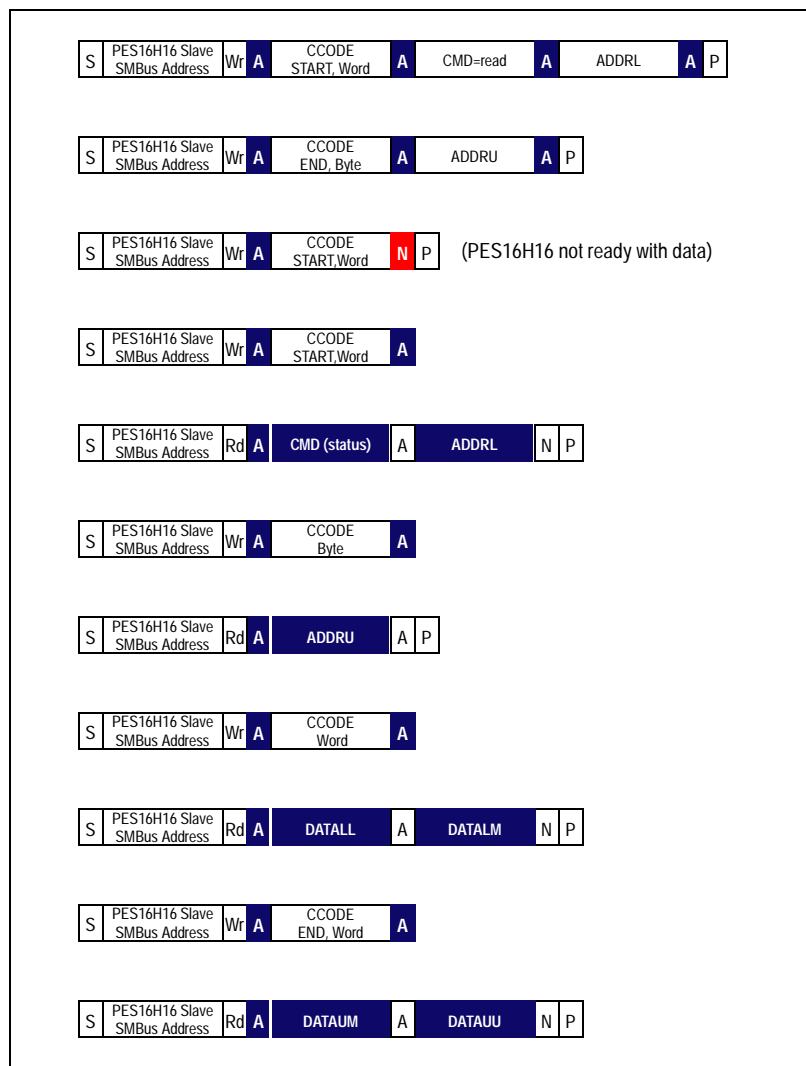 S PES16H16 Slave SMBus Address Wr A CCODE START, Word A CMD=read A ADDRL A P
S PES16H16 Slave SMBus Address Wr A CCODE END, Byte A ADDRU A P
S PES16H16 Slave SMBus Address Wr A CCODE START,Word N P (PES16H16 not ready with data)
S PES16H16 Slave SMBus Address Wr A CCODE START,Word A
S PES16H16 Slave SMBus Address Rd A CMD (status) A ADDRL N P
S PES16H16 Slave SMBus Address Wr A CCODE Byte A
S PES16H16 Slave SMBus Address Rd A ADDRU A P
S PES16H16 Slave SMBus Address Wr A CCODE Word A
S PES16H16 Slave SMBus Address Rd A DATALL A DATALM N P
S PES16H16 Slave SMBus Address Wr A CCODE END, Word A
S PES16H16 Slave SMBus Address Rd A DATAUM A DATAUU N P